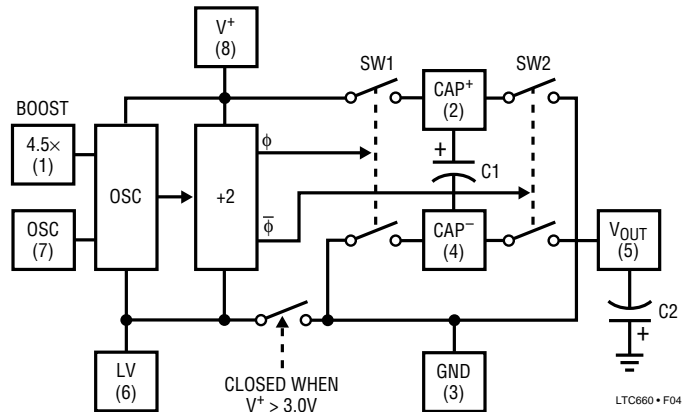 V+
(8)
SW1
SW2
CAP+
(2)
BOOST
4.5×
(1)
OSC
+2
ϕ
+
C1
OSC
(7)
ϕ̅
CAP–
(4)
VOUT
(5)
C2
+
LV
(6)
CLOSED WHEN
V+ > 3.0V
GND
(3)
LTC660 • F04